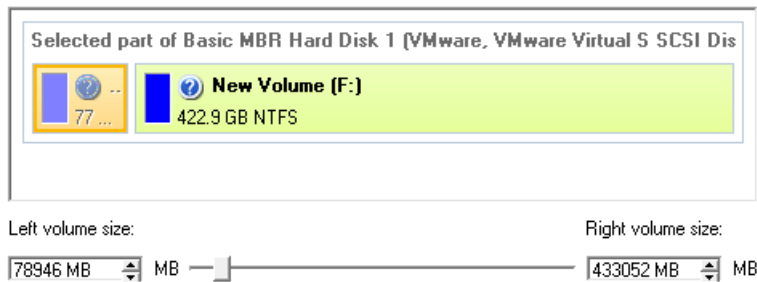 Selected part of Basic MBR Hard Disk 1 (VMware, VMware Virtual S SCSI Dis
? ..
77 ...
? New Volume (F:)
422.9 GB NTFS
Left volume size: Right volume size:
78946 MB MB 433052 MB MB